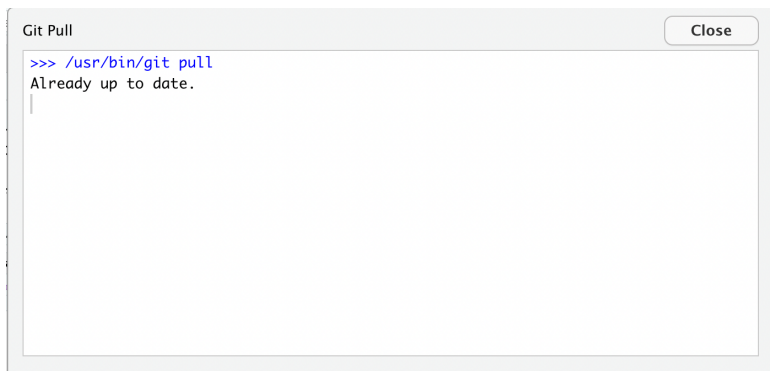 Git Pull
Close
>>> /usr/bin/git pull
Already up to date.